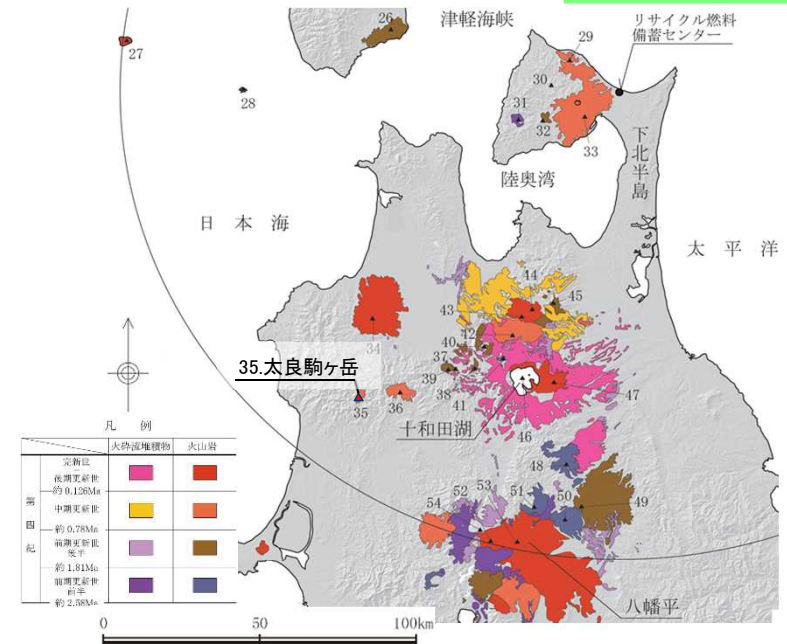 津軽海峡
リサイクル燃料
備蓄センター
26
27
28
29
30
31
32
33
下北半島
陸奥湾
日本海
太平洋
44
45
43
42
34
40
37
35.太良駒ヶ岳
39
38
41
47
35
36
46
十和田湖
凡例
火砕流堆積物
火山岩
第四紀
完新世
後期更新世
約0.126Ma
中期更新世
約0.78Ma
前期更新世
後半
約1.81Ma
前期更新世
前半
約2.58Ma
48
49
50
51
52
53
54
八幡平
0
50
100km